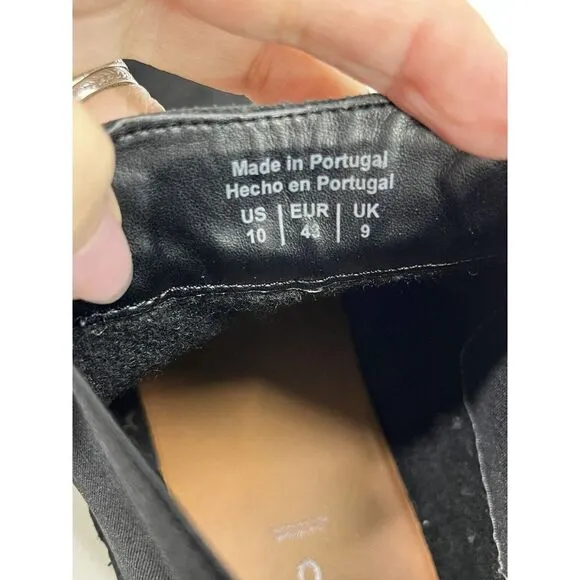 Made in Portugal
Hecho en Portugal
US | EUR | UK
10 | 43 | 9